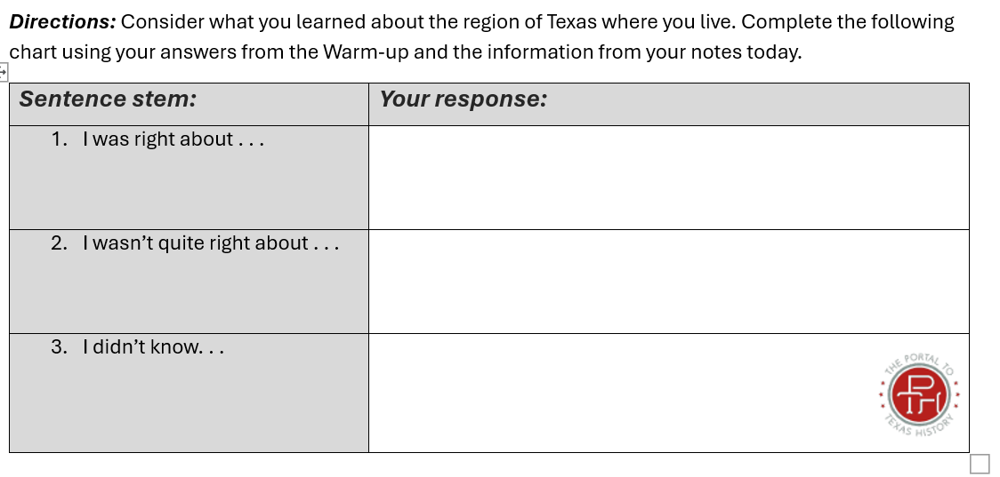 Directions: Consider what you learned about the region of Texas where you live. Complete the following
chart using your answers from the Warm-up and the information from your notes today.
Sentence stem:
Your response:
1. I was right about . . .
2. I wasn’t quite right about . . .
3. I didn’t know. . .
THE PORTAL TO
PTH
TEXAS HISTORY